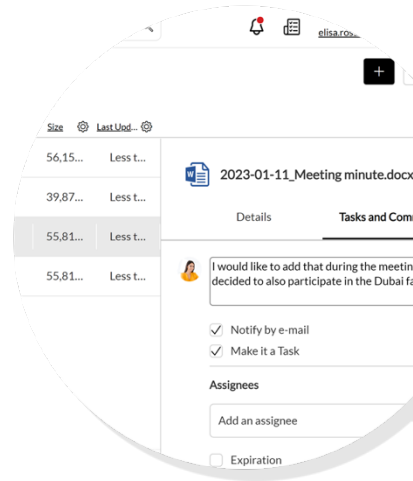 elisa.ros...
+
Size Last Upd...
56,15... Less t...
39,87... Less t...
55,81... Less t...
55,81... Less t...
2023-01-11_Meeting minute.docx
Details Tasks and Com
I would like to add that during the meetin
decided to also participate in the Dubai fa
Notify by e-mail
Make it a Task
Assignees
Add an assignee
Expiration